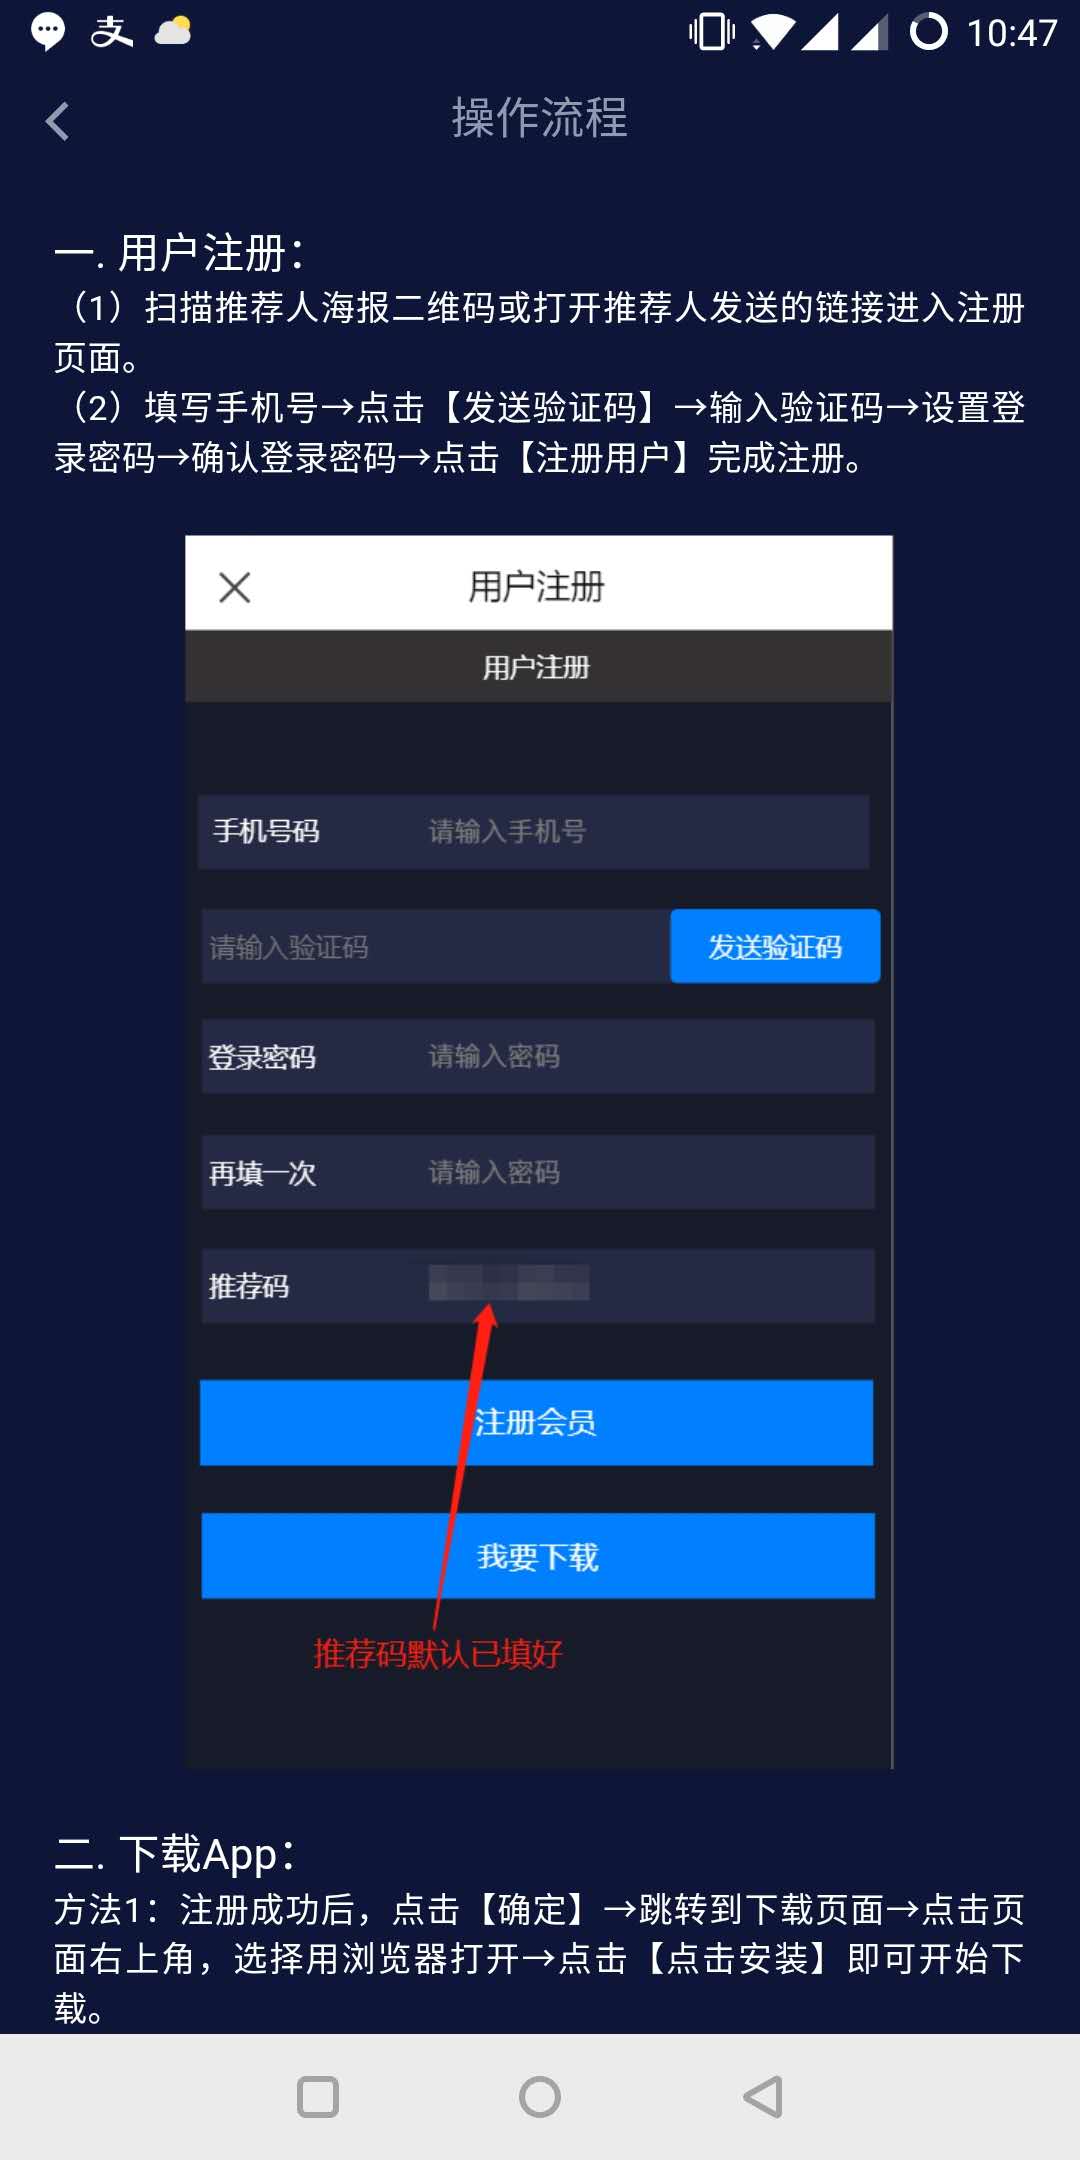 10:47
操作流程
一. 用户注册：
（1）扫描推荐人海报二维码或打开推荐人发送的链接进入注册
页面。
（2）填写手机号→点击【发送验证码】→输入验证码→设置登
录密码→确认登录密码→点击【注册用户】完成注册。
用户注册
用户注册
手机号码 请输入手机号
请输入验证码 发送验证码
登录密码 请输入密码
再填一次 请输入密码
推荐码
注册会员
我要下载
推荐码默认已填好
二. 下载App：
方法1：注册成功后，点击【确定】→跳转到下载页面→点击页
面右上角，选择用浏览器打开→点击【点击安装】即可开始下
载。